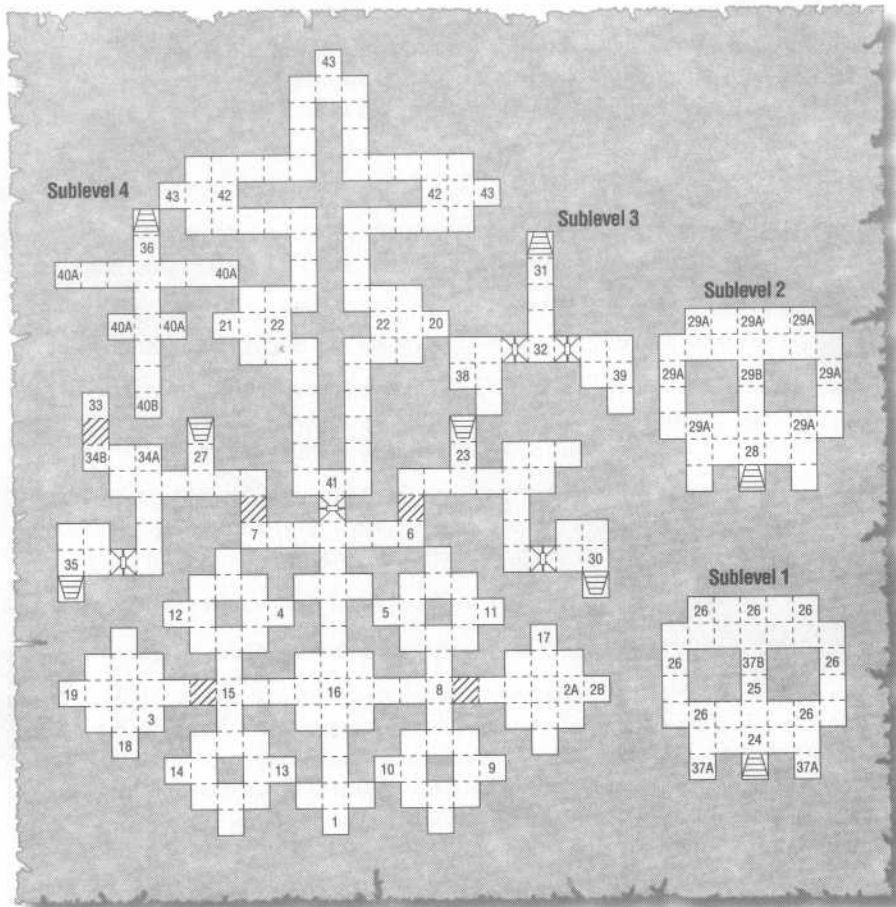 43
43 42 42 43
Sublevel 4
Sublevel 3
36
31
40A 40A
Sublevel 2
29A 29A 29A
40A 40A 21 22 22 20
38 32 39
29A 29B 29A
33 40B
29A 29A
34B 34A 27 23 28
41
7 6
35 30
Sublevel 1
26 26 26
12 4 5 11
17
26 37B 26
25
19 15 16 8 2A 2B
3
26 26
18
24
14 13 10 9 37A 37A
1